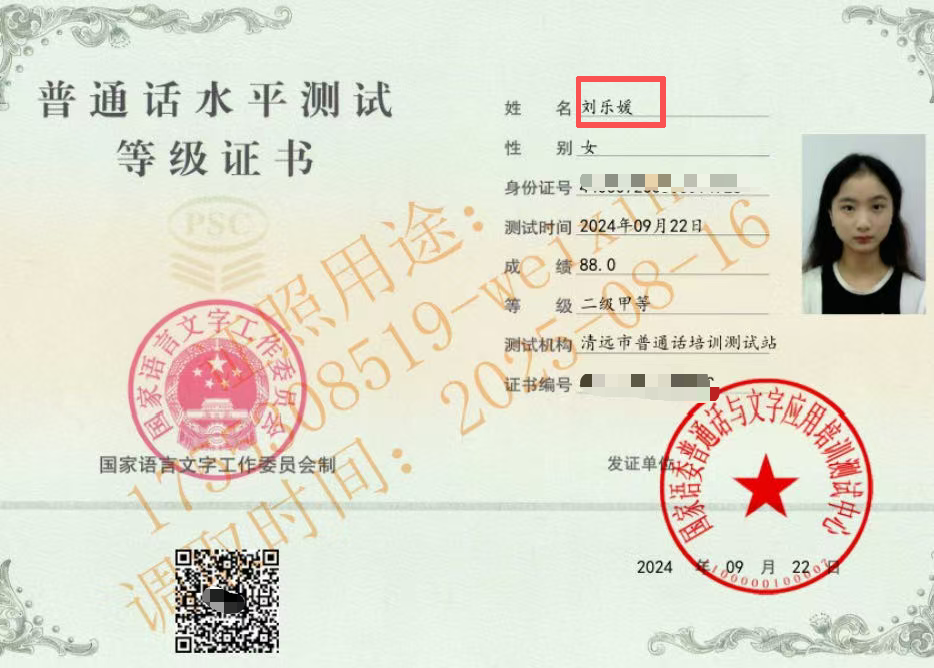 普通话水平测试
等级证书
PSC
国家语言文字工作委员会
国家语言文字工作委员会制
姓 名 刘乐媛
性 别 女
身份证号
测试时间 2024年09月22日
成 绩 88.0
等 级 二级甲等
测试机构 清远市普通话培训测试站
证书编号
发证单位
国家语委普通话与文字应用培训测试中心
2024 年 09 月 22 日
证照用途:
08519-weixin
调取时间: 2025-08-16